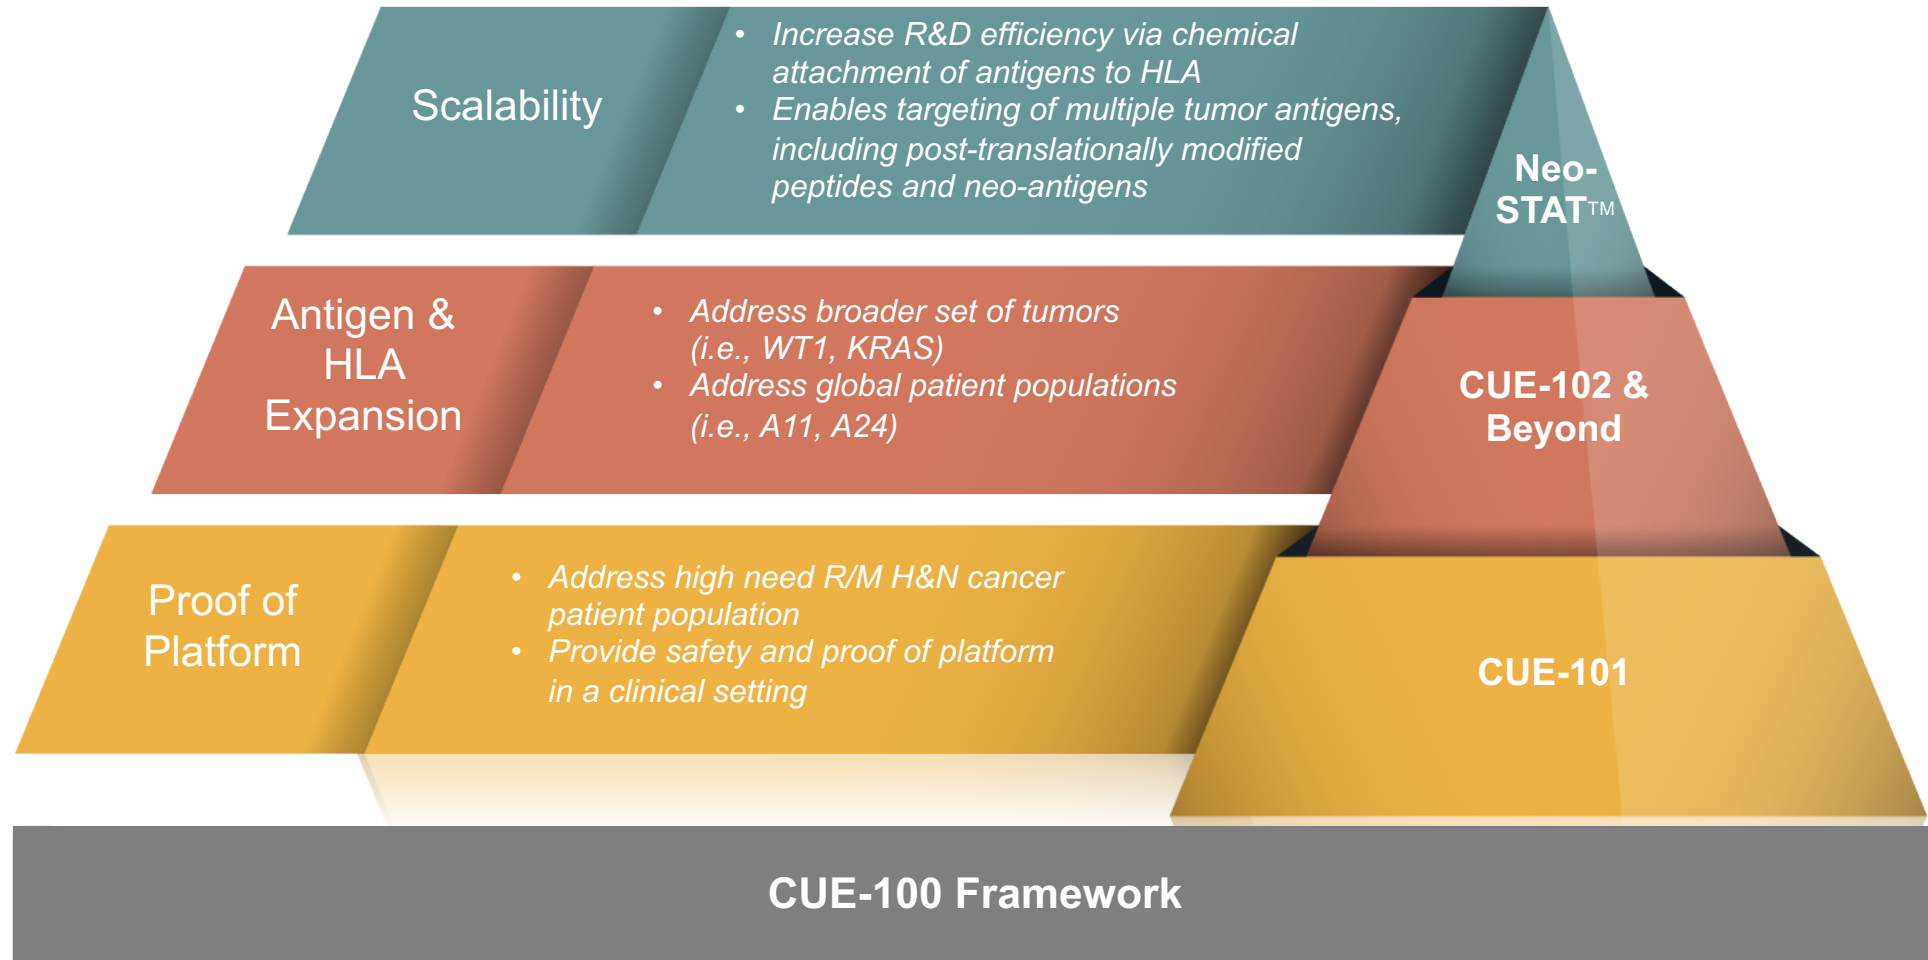 Scalability
• Increase R&D efficiency via chemical
attachment of antigens to HLA
• Enables targeting of multiple tumor antigens,
including post-translationally modified
peptides and neo-antigens
Neo-
STAT™
Antigen &
HLA
Expansion
• Address broader set of tumors
(i.e., WT1, KRAS)
• Address global patient populations
(i.e., A11, A24)
CUE-102 &
Beyond
Proof of
Platform
• Address high need R/M H&N cancer
patient population
• Provide safety and proof of platform
in a clinical setting
CUE-101
CUE-100 Framework